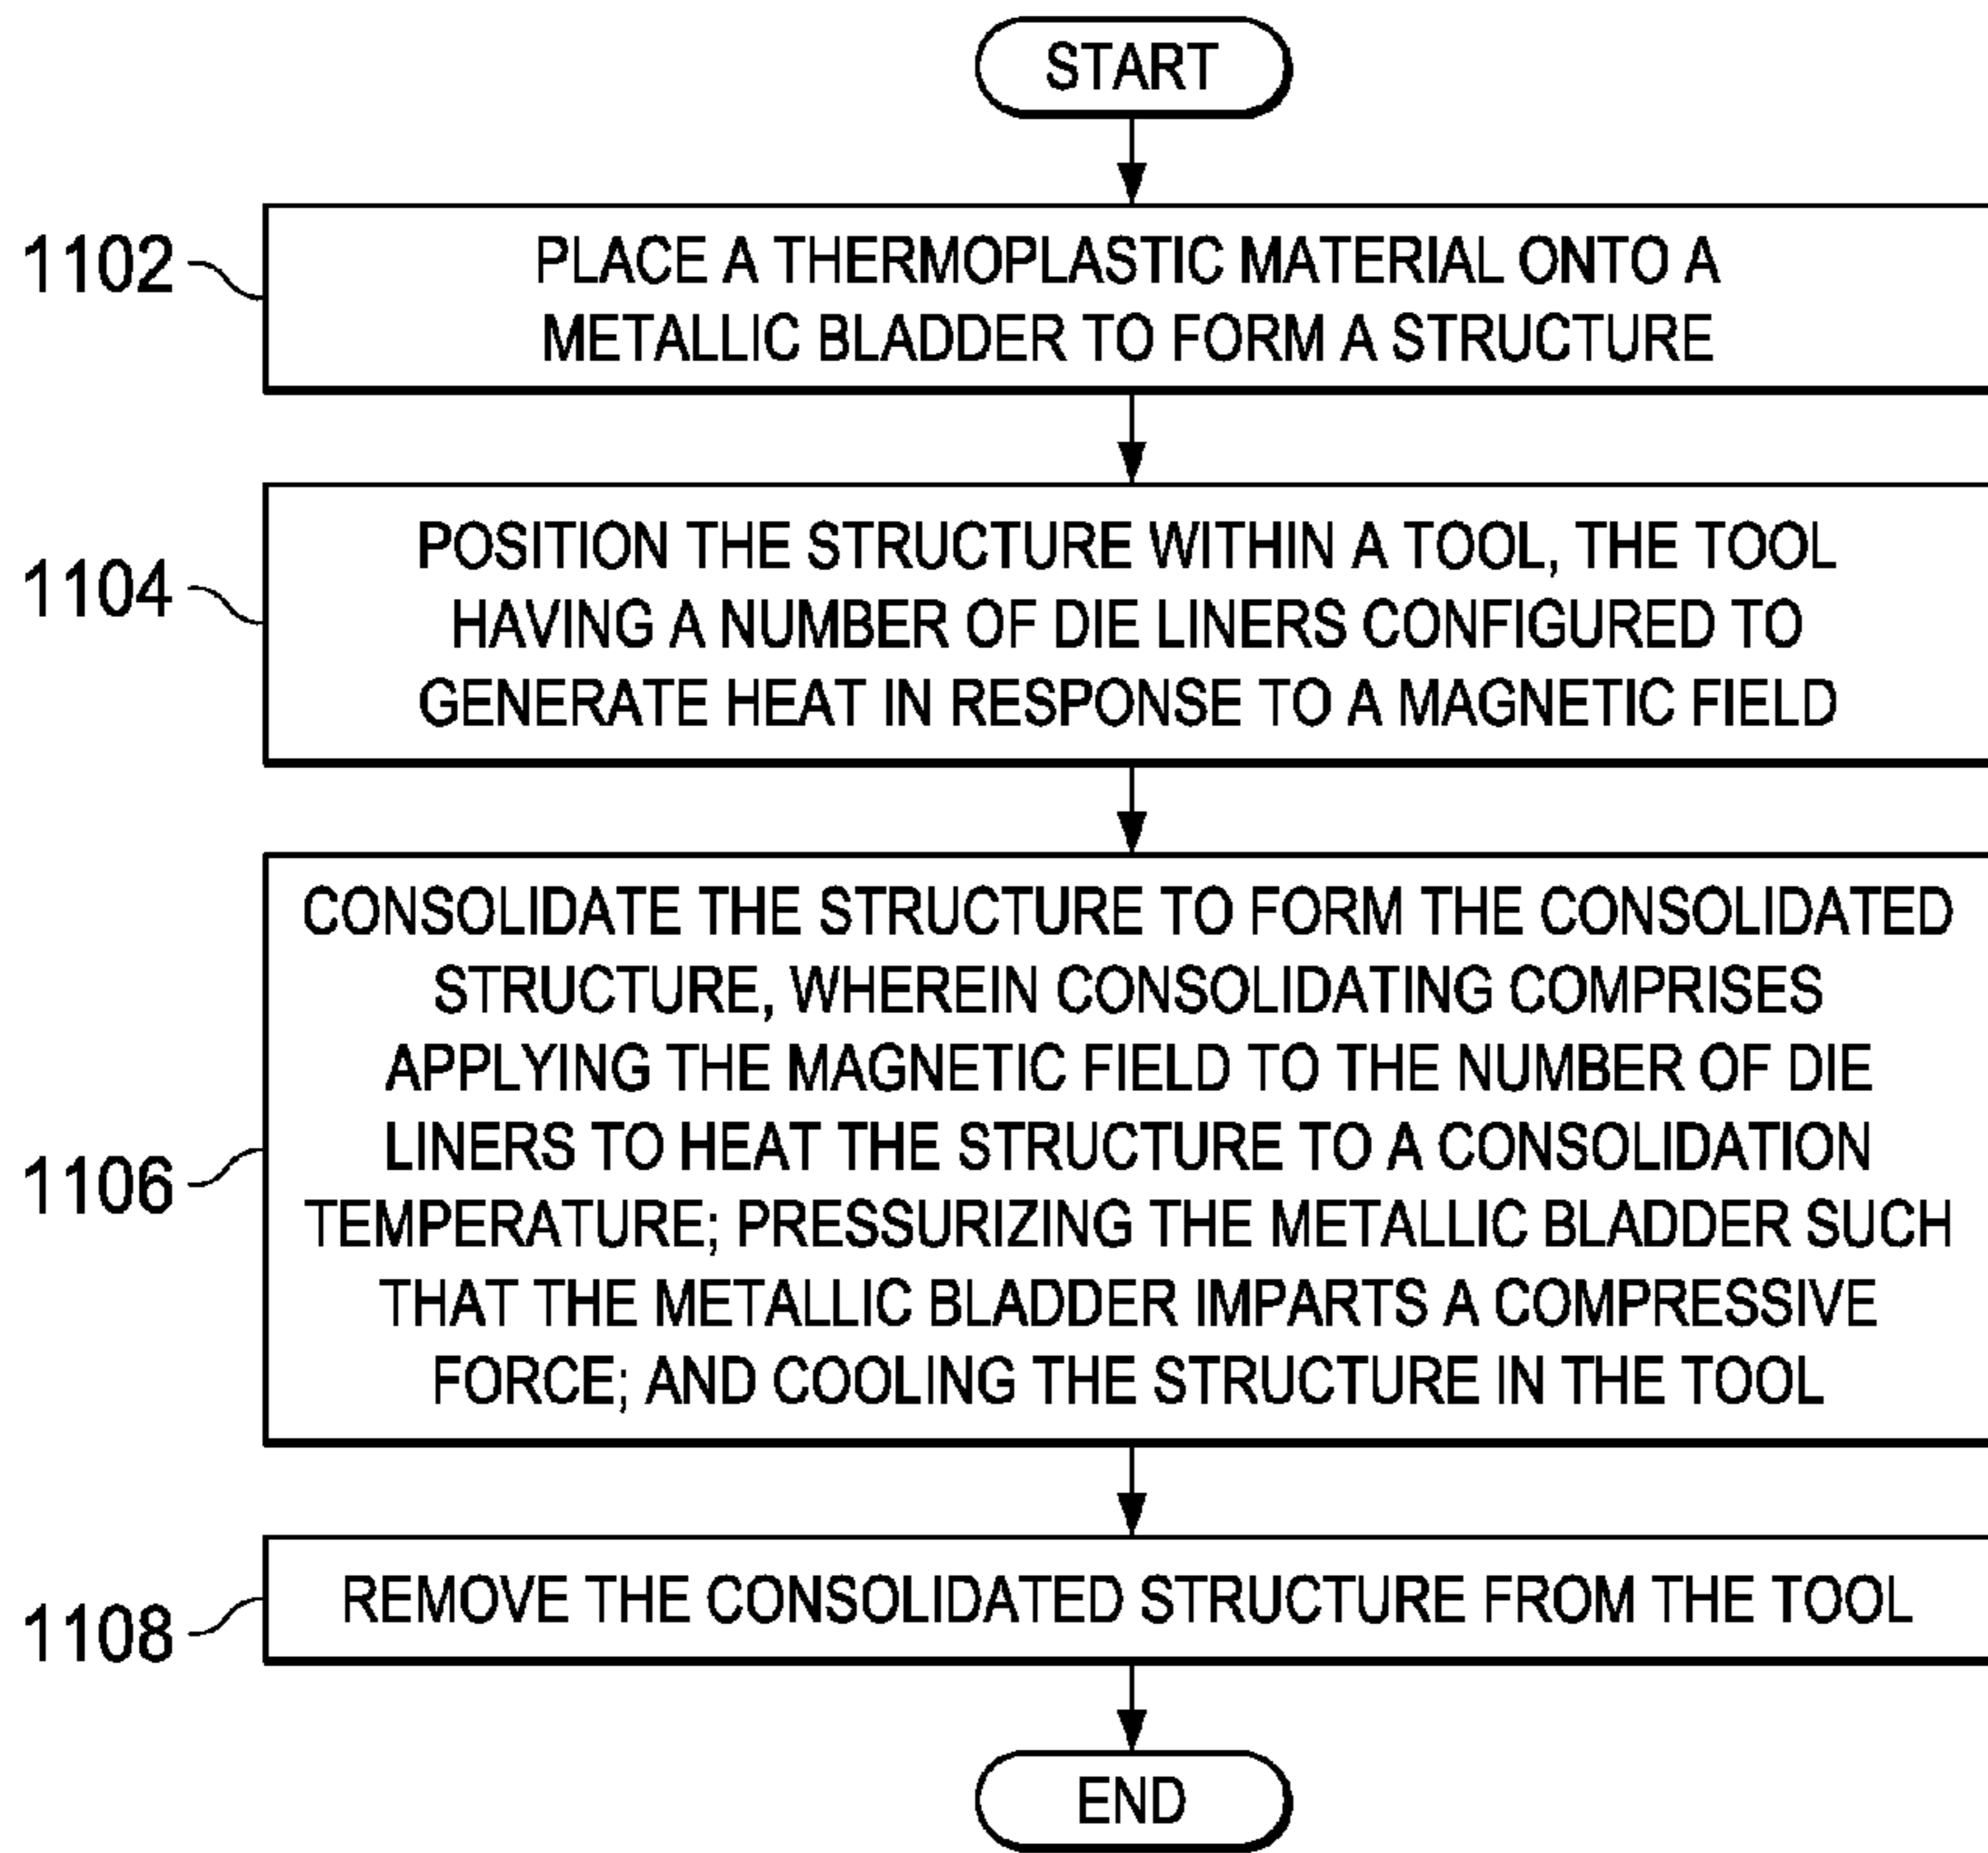 START
1102
PLACE A THERMOPLASTIC MATERIAL ONTO A
METALLIC BLADDER TO FORM A STRUCTURE
1104
POSITION THE STRUCTURE WITHIN A TOOL, THE TOOL
HAVING A NUMBER OF DIE LINERS CONFIGURED TO
GENERATE HEAT IN RESPONSE TO A MAGNETIC FIELD
1106
CONSOLIDATE THE STRUCTURE TO FORM THE CONSOLIDATED
STRUCTURE, WHEREIN CONSOLIDATING COMPRISES
APPLYING THE MAGNETIC FIELD TO THE NUMBER OF DIE
LINERS TO HEAT THE STRUCTURE TO A CONSOLIDATION
TEMPERATURE; PRESSURIZING THE METALLIC BLADDER SUCH
THAT THE METALLIC BLADDER IMPARTS A COMPRESSIVE
FORCE; AND COOLING THE STRUCTURE IN THE TOOL
1108
REMOVE THE CONSOLIDATED STRUCTURE FROM THE TOOL
END